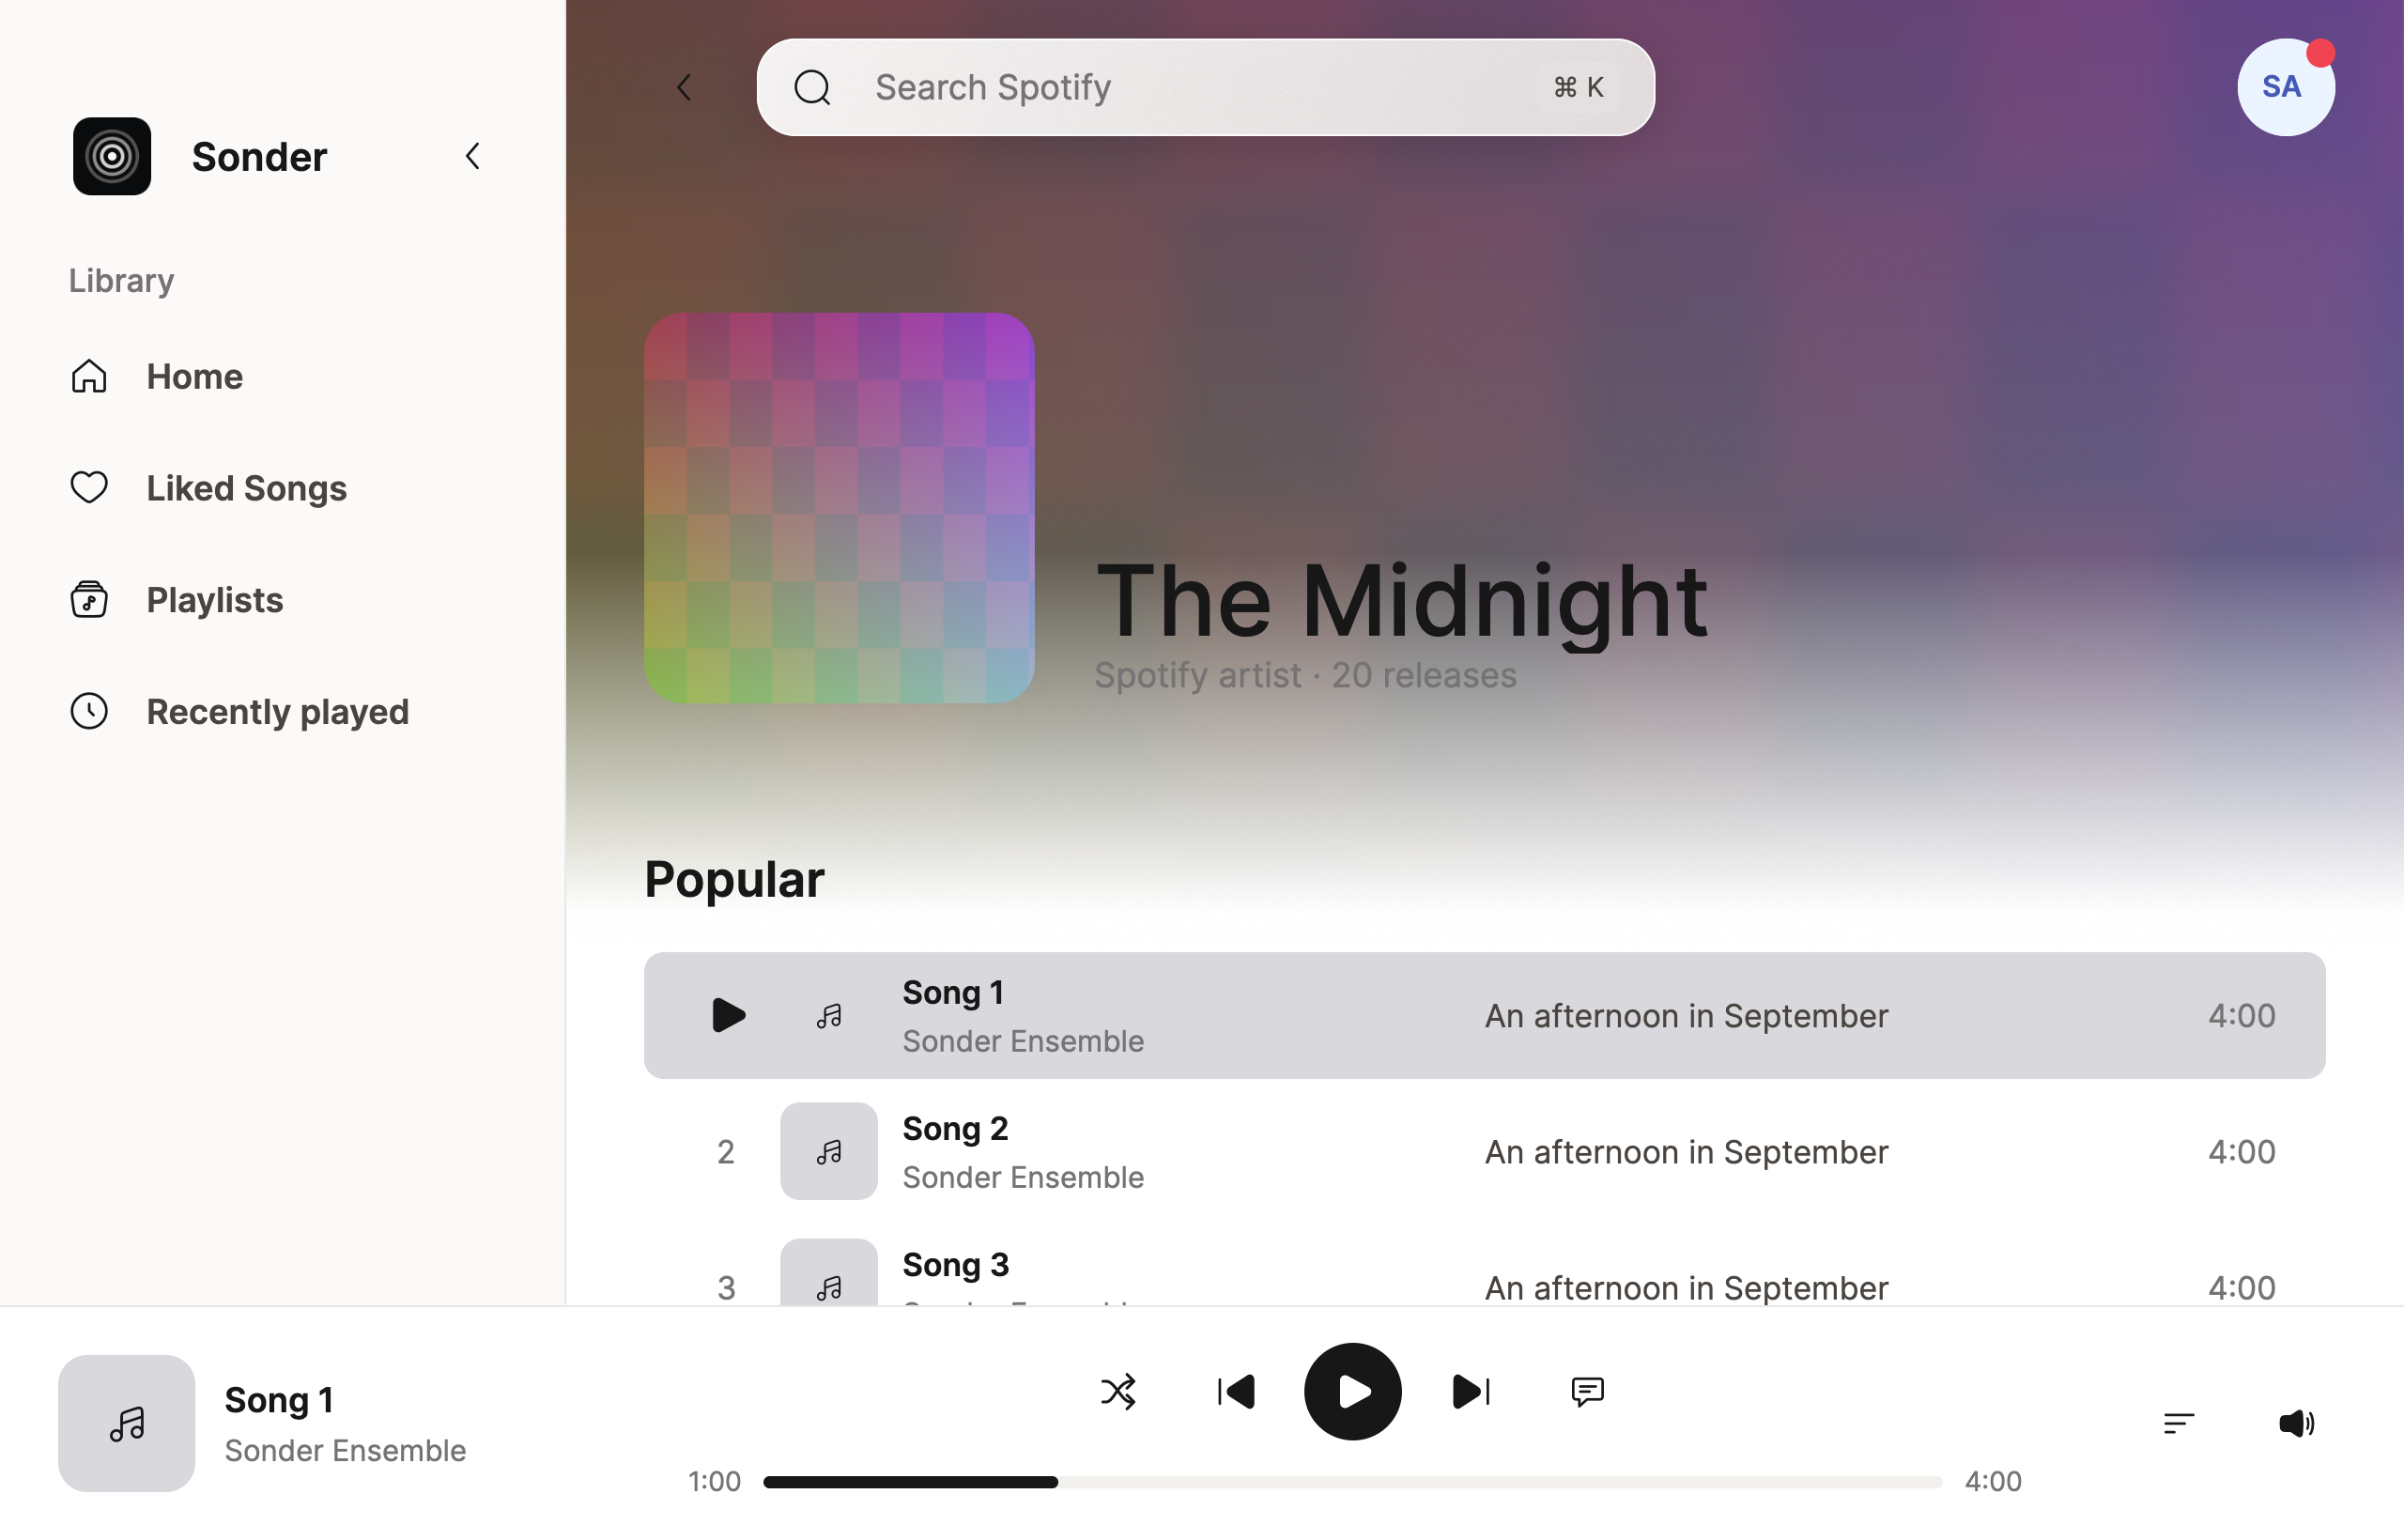 Sonder
Library
Home
Liked Songs
Playlists
Recently played
Search Spotify
⌘ K
SA
The Midnight
Spotify artist · 20 releases
Popular
Song 1
Sonder Ensemble
An afternoon in September
4:00
2
Song 2
Sonder Ensemble
An afternoon in September
4:00
3
Song 3
An afternoon in September
4:00
Song 1
Sonder Ensemble
1:00
4:00